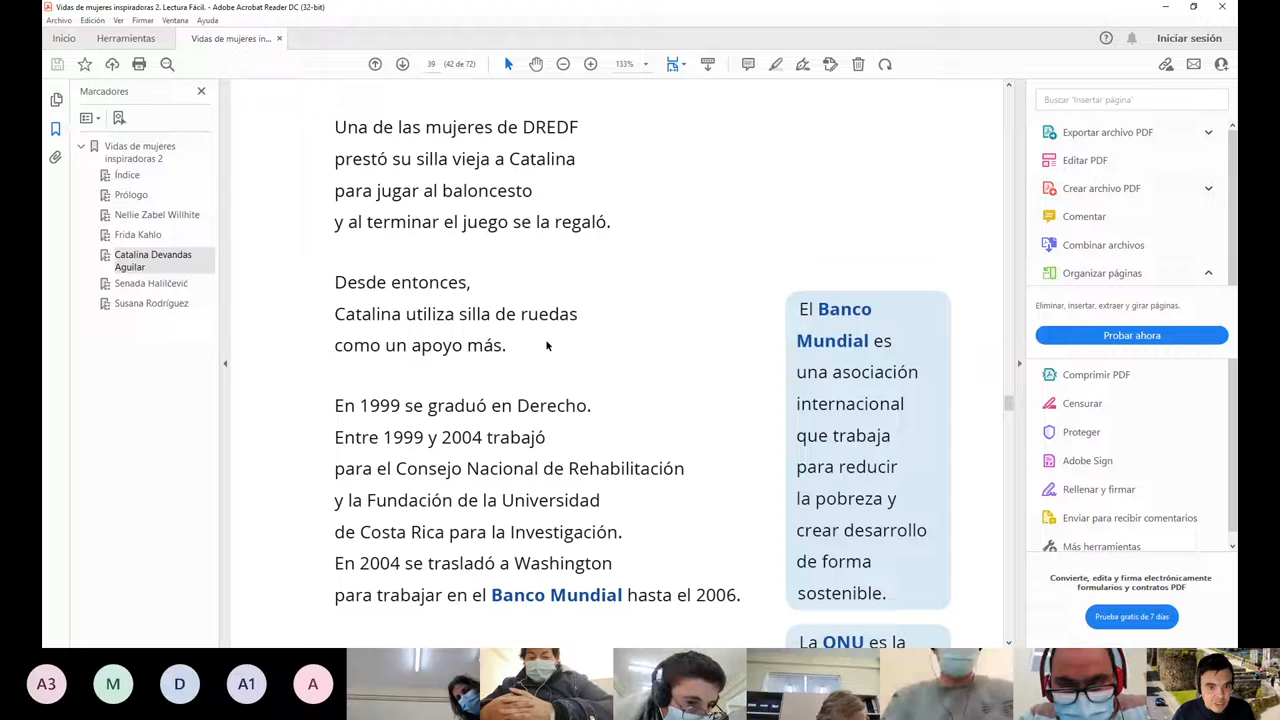 Vidas de mujeres inspiradoras 2. Lectura Fácil. - Adobe Acrobat Reader DC (32-bit)
Archivo Edición Ver Firmar Ventana Ayuda
Inicio Herramientas Vidas de mujeres in... ×
Iniciar sesión
39 (42 de 72) 133%
Marcadores
Vidas de mujeres
inspiradoras 2
Índice
Prólogo
Nellie Zabel Willhite
Frida Kahlo
Catalina Devandas
Aguilar
Senada Halilčević
Susana Rodríguez
Una de las mujeres de DREDF
prestó su silla vieja a Catalina
para jugar al baloncesto
y al terminar el juego se la regaló.
Desde entonces,
Catalina utiliza silla de ruedas
como un apoyo más.
En 1999 se graduó en Derecho.
Entre 1999 y 2004 trabajó
para el Consejo Nacional de Rehabilitación
y la Fundación de la Universidad
de Costa Rica para la Investigación.
En 2004 se trasladó a Washington
para trabajar en el Banco Mundial hasta el 2006.
El Banco
Mundial es
una asociación
internacional
que trabaja
para reducir
la pobreza y
crear desarrollo
de forma
sostenible.
La ONU es la
Buscar 'Insertar página'
Exportar archivo PDF
Editar PDF
Crear archivo PDF
Comentar
Combinar archivos
Organizar páginas
Eliminar, insertar, extraer y girar páginas.
Probar ahora
Comprimir PDF
Censurar
Proteger
Adobe Sign
Rellenar y firmar
Enviar para recibir comentarios
Más herramientas
Convierte, edita y firma electrónicamente
formularios y contratos PDF
Prueba gratis de 7 días
A3 M D A1 A